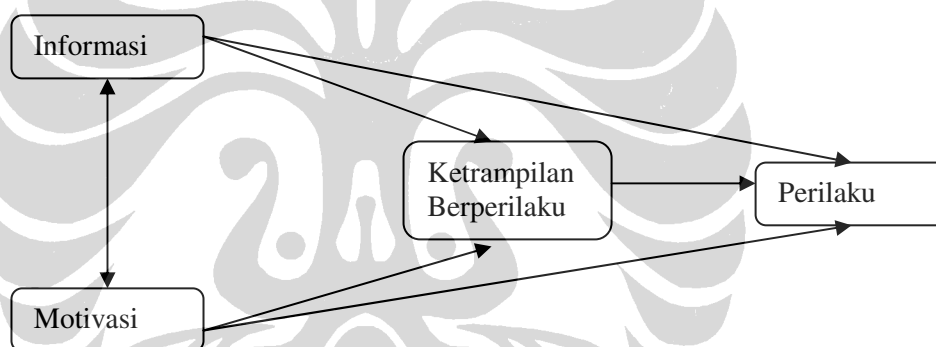 Informasi
Ketrampilan
Berperilaku
Perilaku
Motivasi